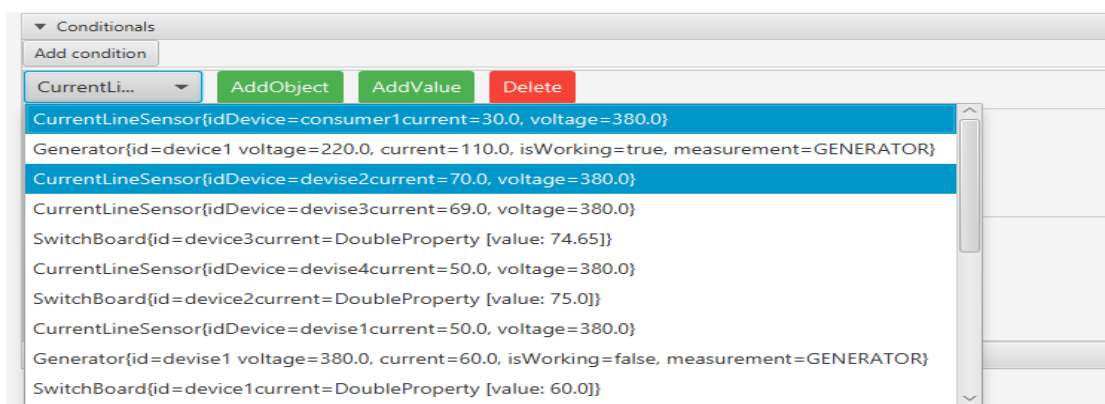 Conditionals
Add condition
CurrentLi... AddObject AddValue Delete
CurrentLineSensor{idDevice=consumer1current=30.0, voltage=380.0}
Generator{id=device1 voltage=220.0, current=110.0, isWorking=true, measurement=GENERATOR}
CurrentLineSensor{idDevice=devise2current=70.0, voltage=380.0}
CurrentLineSensor{idDevice=devise3current=69.0, voltage=380.0}
SwitchBoard{id=device3current=DoubleProperty [value: 74.65]}
CurrentLineSensor{idDevice=devise4current=50.0, voltage=380.0}
SwitchBoard{id=device2current=DoubleProperty [value: 75.0]}
CurrentLineSensor{idDevice=devise1current=50.0, voltage=380.0}
Generator{id=devise1 voltage=380.0, current=60.0, isWorking=false, measurement=GENERATOR}
SwitchBoard{id=device1current=DoubleProperty [value: 60.0]}